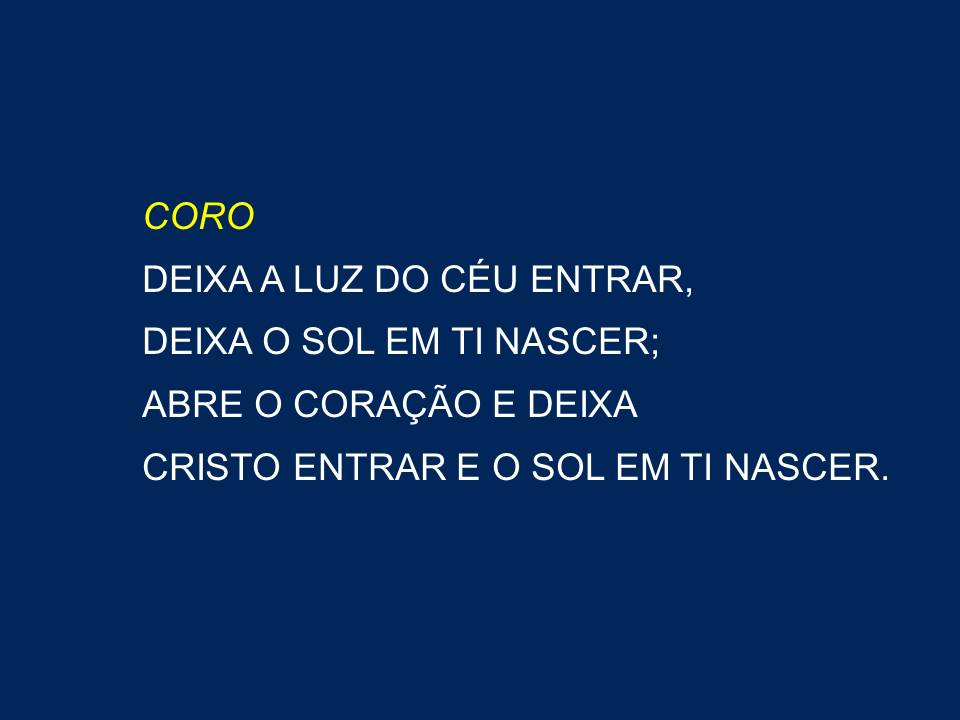 CORO
DEIXA A LUZ DO CÉU ENTRAR,
DEIXA O SOL EM TI NASCER;
ABRE O CORAÇÃO E DEIXA
CRISTO ENTRAR E O SOL EM TI NASCER.